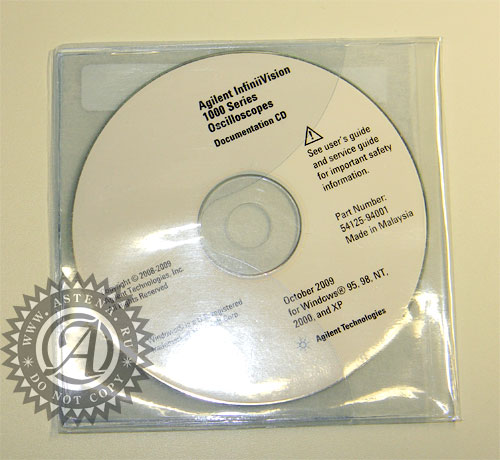 Agilent InfiniiVision
1000 Series
Oscilloscopes
Documentation CD
See user's guide
and service guide
for important safety
information.
Part Number:
54125-94001
Made in Malaysia
© 2008-2009
Technologies, Inc.
Rights Reserved
October 2009
for Windows® 95, 98, NT,
2000, and XP
Agilent Technologies
registered
Corp.
WWW.ASTENA.RU
A
DO NOT COPY